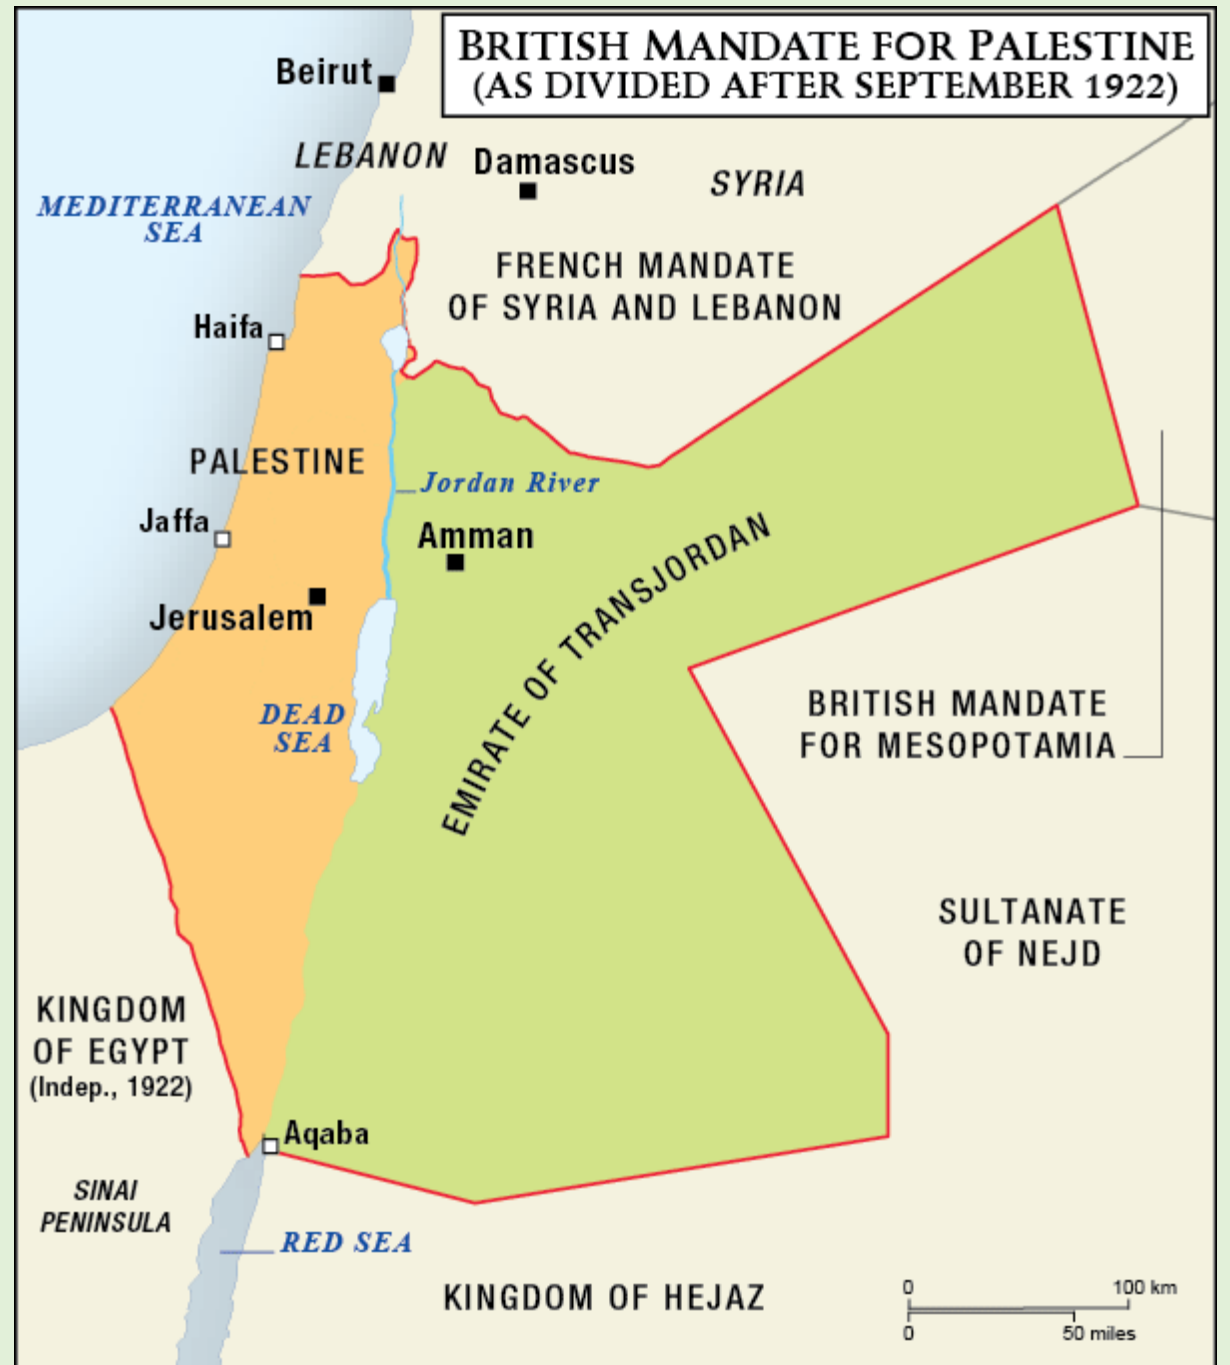 BRITISH MANDATE FOR PALESTINE
(AS DIVIDED AFTER SEPTEMBER 1922)
Beirut
LEBANON
Damascus
SYRIA
MEDITERRANEAN
SEA
FRENCH MANDATE
OF SYRIA AND LEBANON
Haifa
PALESTINE
Jordan River
Jaffa
Amman
EMIRATE OF TRANSJORDAN
Jerusalem
DEAD
SEA
BRITISH MANDATE
FOR MESOPOTAMIA
SULTANATE
OF NEJD
KINGDOM
OF EGYPT
(Indep., 1922)
Aqaba
SINAI
PENINSULA
RED SEA
KINGDOM OF HEJAZ
0 100 km
0 50 miles